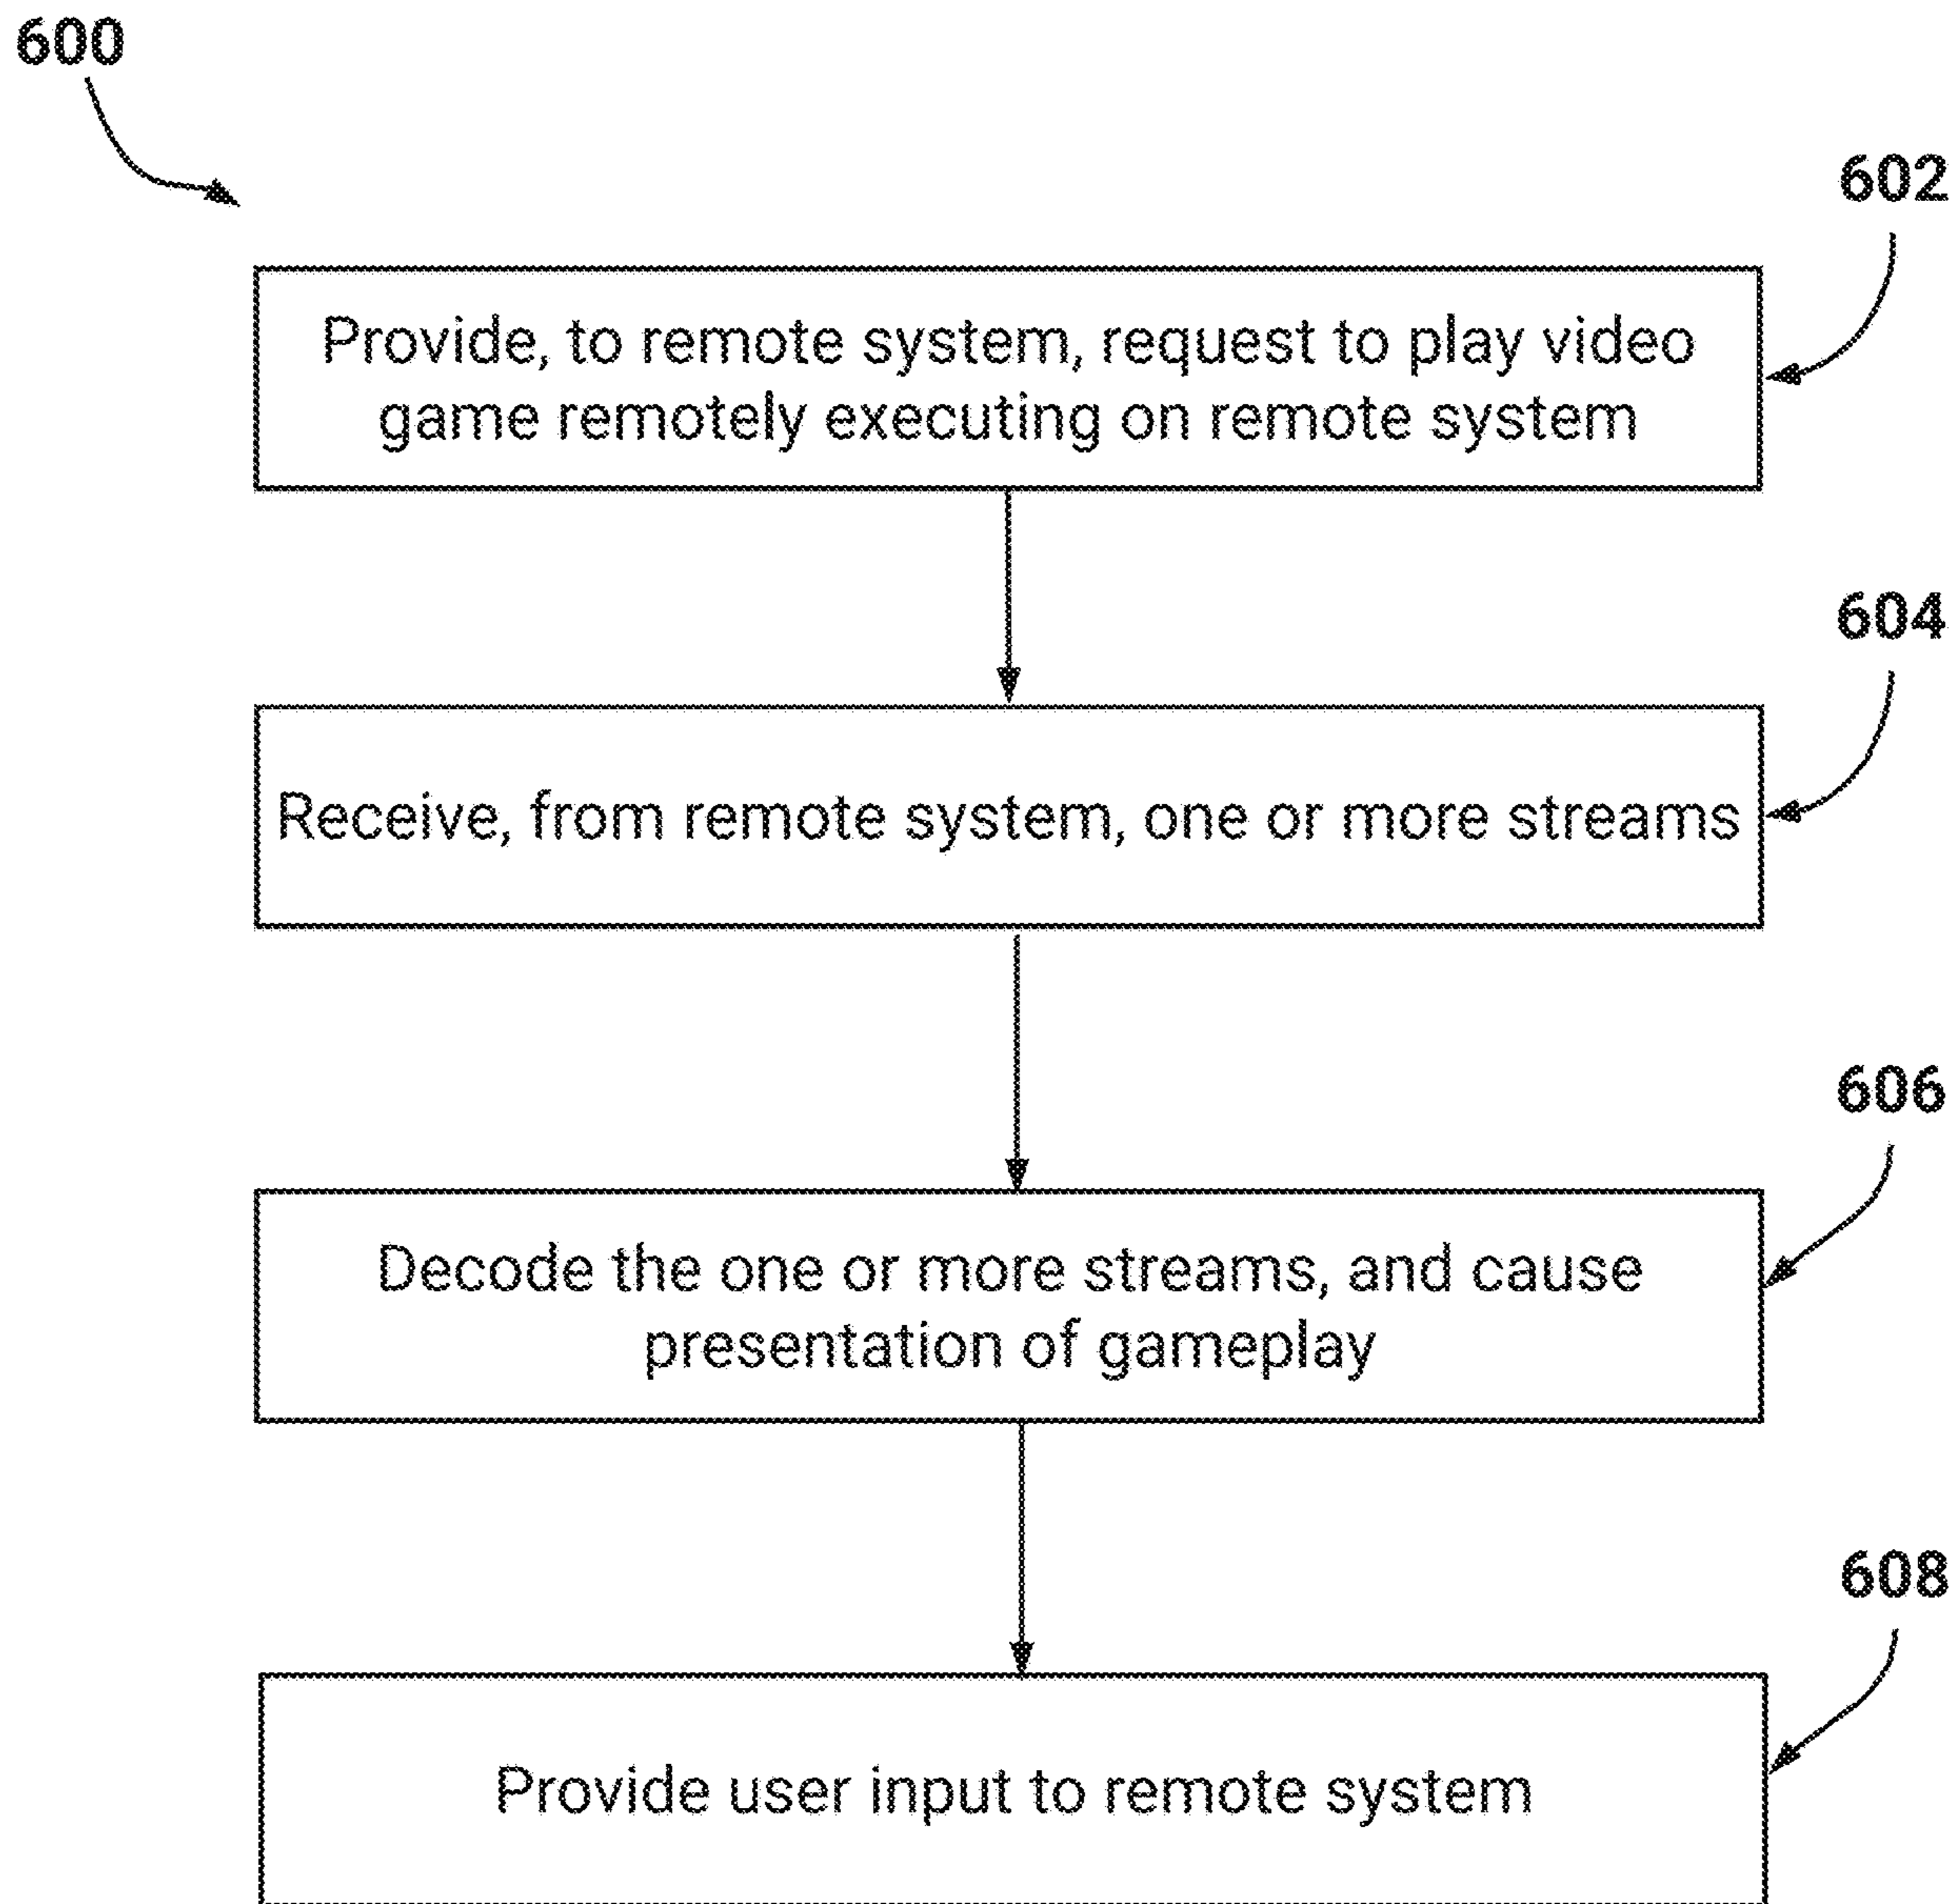 600
602
Provide, to remote system, request to play video
game remotely executing on remote system
604
Receive, from remote system, one or more streams
606
Decode the one or more streams, and cause
presentation of gameplay
608
Provide user input to remote system